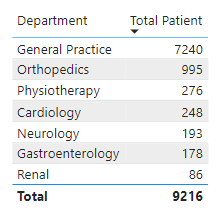 Department Total Patient
General Practice 7240
Orthopedics 995
Physiotherapy 276
Cardiology 248
Neurology 193
Gastroenterology 178
Renal 86
Total 9216